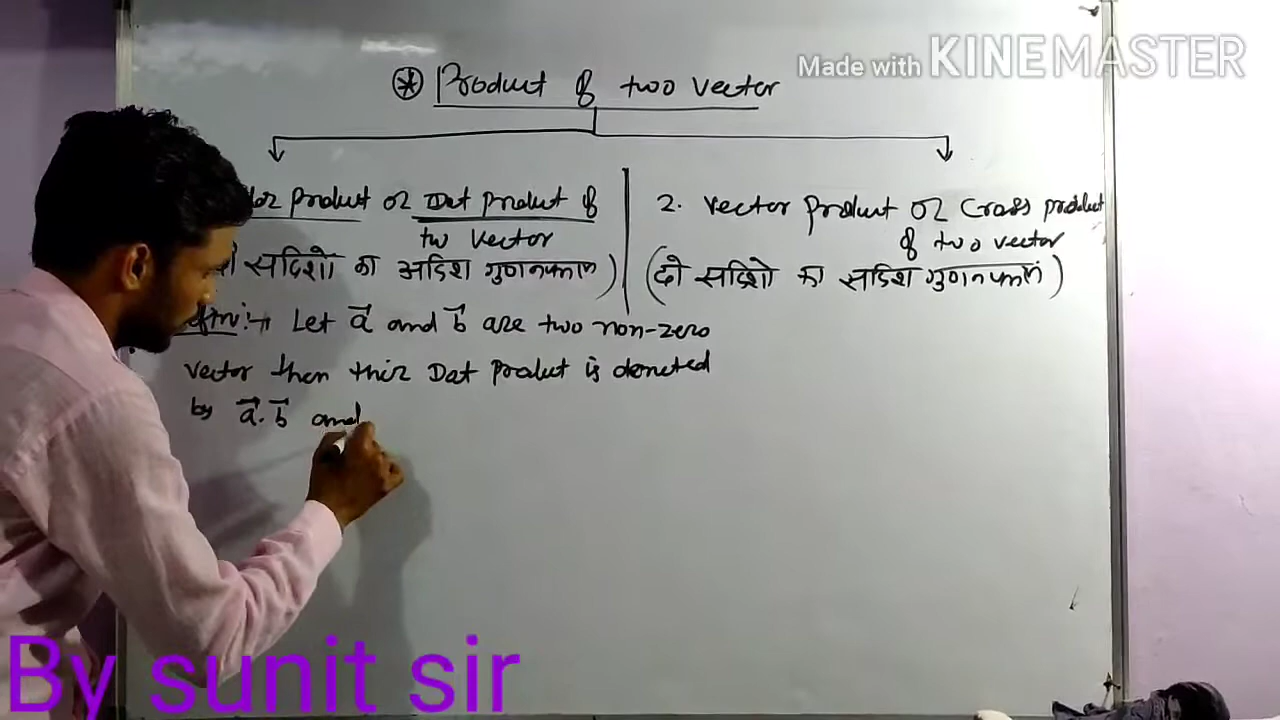 Made with KINEMASTER
⊛ Product of two vector
product or Dot product of
two vector
सदिशो का अदिश गुणनफल)
2. Vector product or Cross product
of two vector
(दो सदिशो का सदिश गुणनफल)
Let a⃗ and b⃗ are two non-zero
vector then thir Dot product is denoted
by a⃗.b⃗ and
By sunit sir